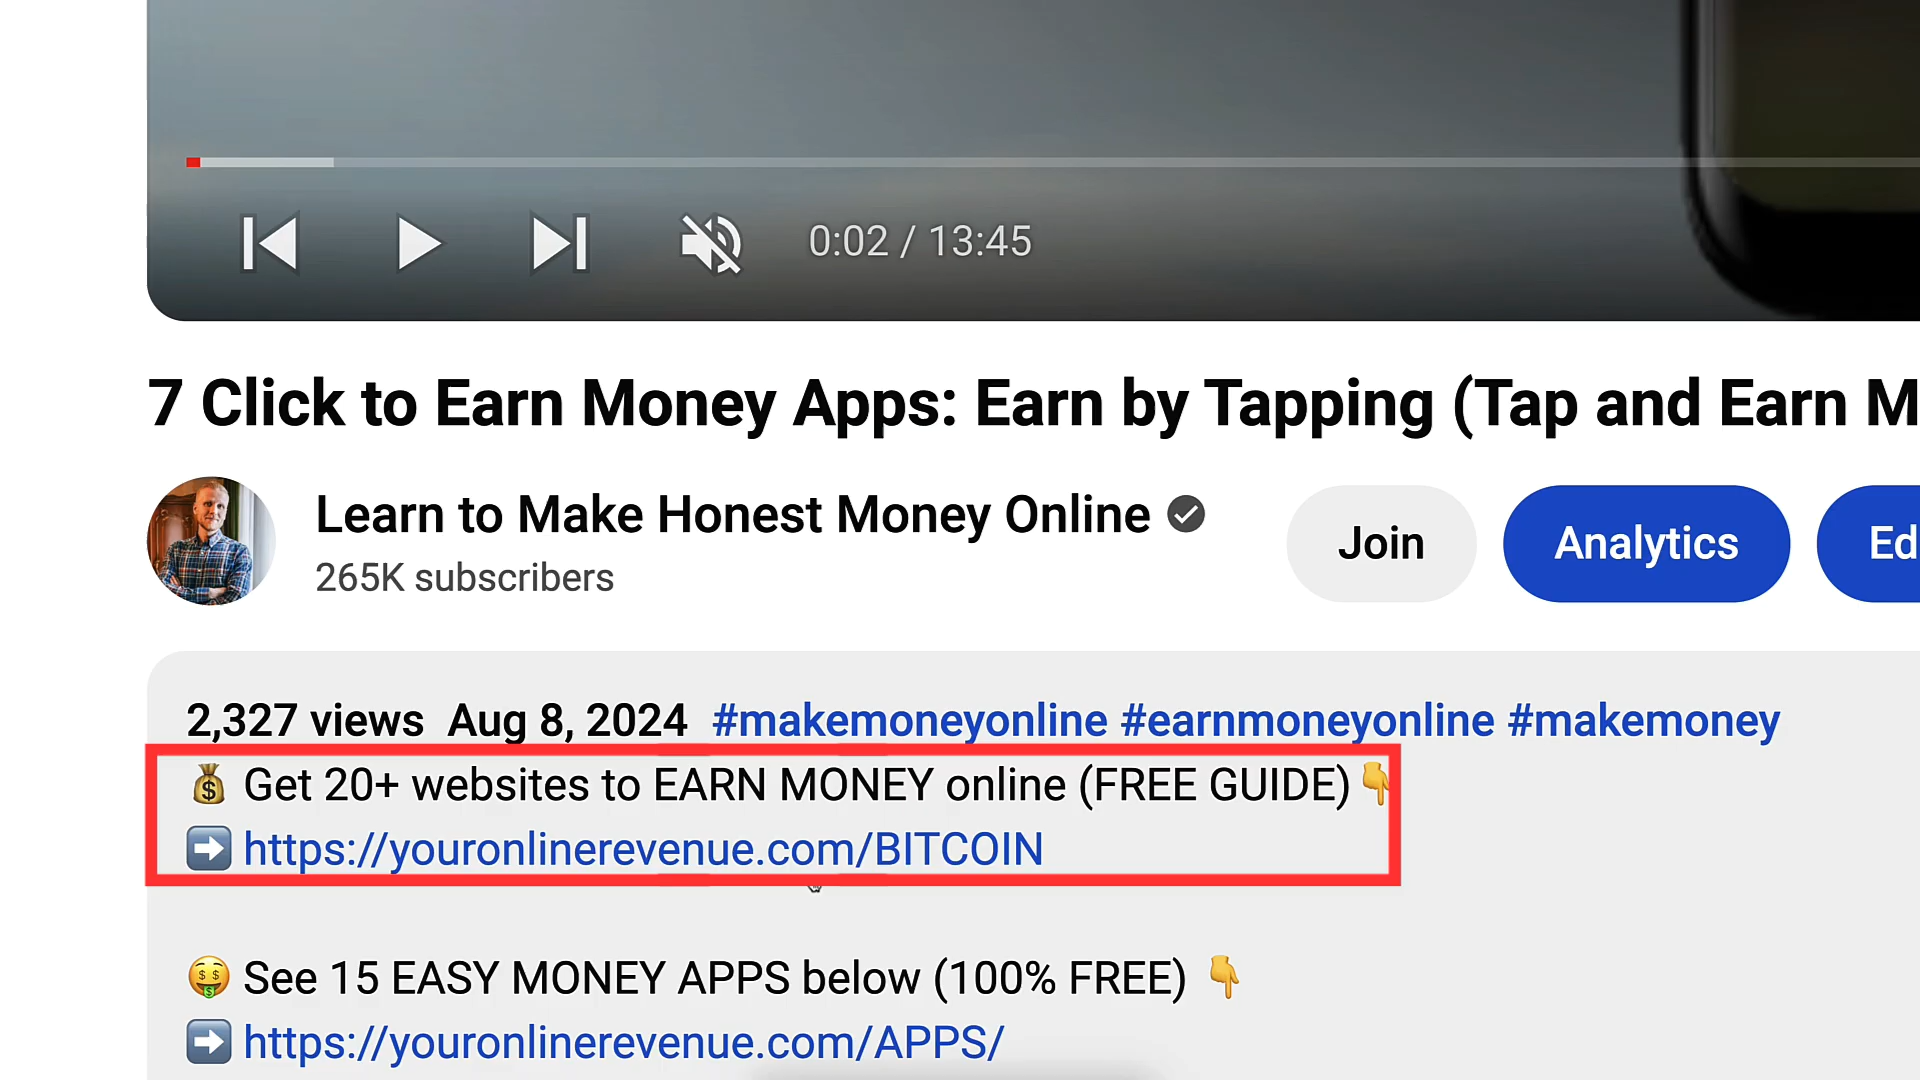 0:02 / 13:45
7 Click to Earn Money Apps: Earn by Tapping (Tap and Earn M
Learn to Make Honest Money Online
265K subscribers
Join
Analytics
Ed
2,327 views Aug 8, 2024 #makemoneyonline #earnmoneyonline #makemoney
💰 Get 20+ websites to EARN MONEY online (FREE GUIDE)👇
➡️ https://youronlinerevenue.com/BITCOIN
🤑 See 15 EASY MONEY APPS below (100% FREE) 👇
➡️ https://youronlinerevenue.com/APPS/